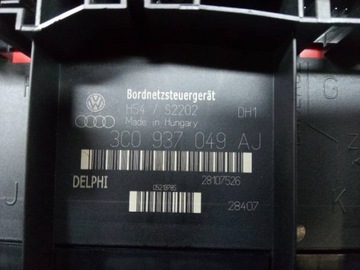 Bordnetzsteuergerät
H54 / S2202 DH1
Made in Hungary
3C0 937 049 AJ
DELPHI 28107526
28407
G
J
K